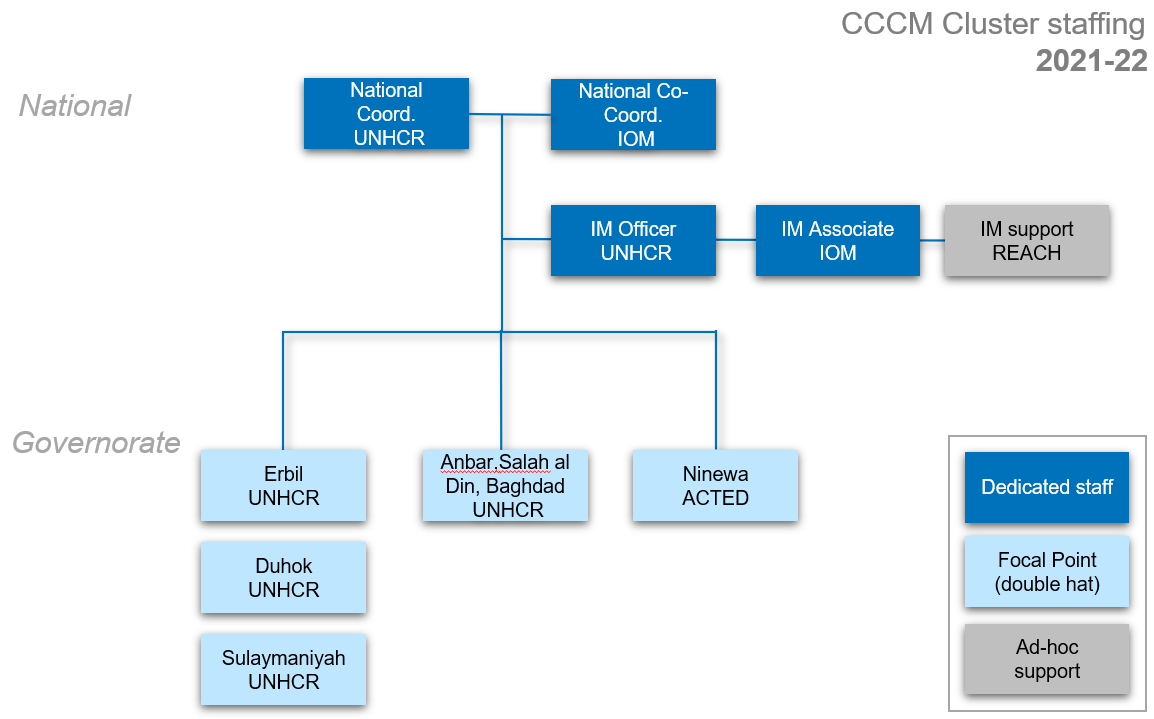 CCCM Cluster staffing
2021-22
National
National
Coord.
UNHCR
National Co-
Coord.
IOM
IM Officer
UNHCR
IM Associate
IOM
IM support
REACH
Governorate
Erbil
UNHCR
Anbar,Salah al
Din, Baghdad
UNHCR
Ninewa
ACTED
Duhok
UNHCR
Sulaymaniyah
UNHCR
Dedicated staff
Focal Point
(double hat)
Ad-hoc
support